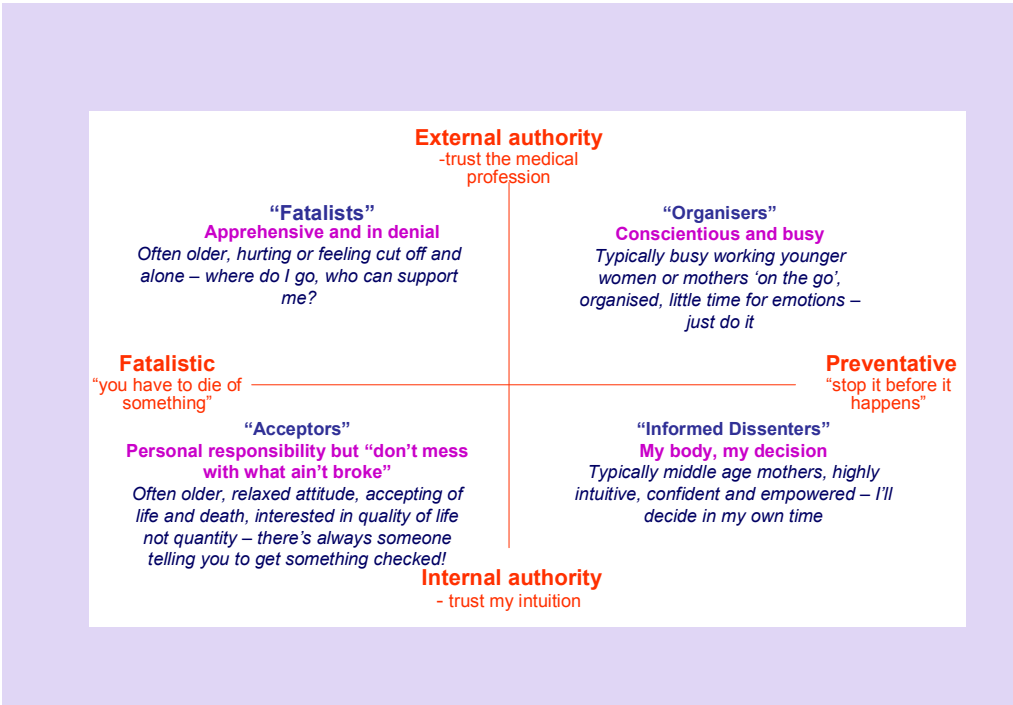 External authority
-trust the medical
profession
“Fatalists”
Apprehensive and in denial
Often older, hurting or feeling cut off and
alone – where do I go, who can support
me?
“Organisers”
Conscientious and busy
Typically busy working younger
women or mothers ‘on the go’,
organised, little time for emotions –
just do it
Fatalistic
“you have to die of
something”
Preventative
“stop it before it
happens”
“Acceptors”
Personal responsibility but “don’t mess
with what ain’t broke”
Often older, relaxed attitude, accepting of
life and death, interested in quality of life
not quantity – there’s always someone
telling you to get something checked!
“Informed Dissenters”
My body, my decision
Typically middle age mothers, highly
intuitive, confident and empowered – I’ll
decide in my own time
Internal authority
- trust my intuition